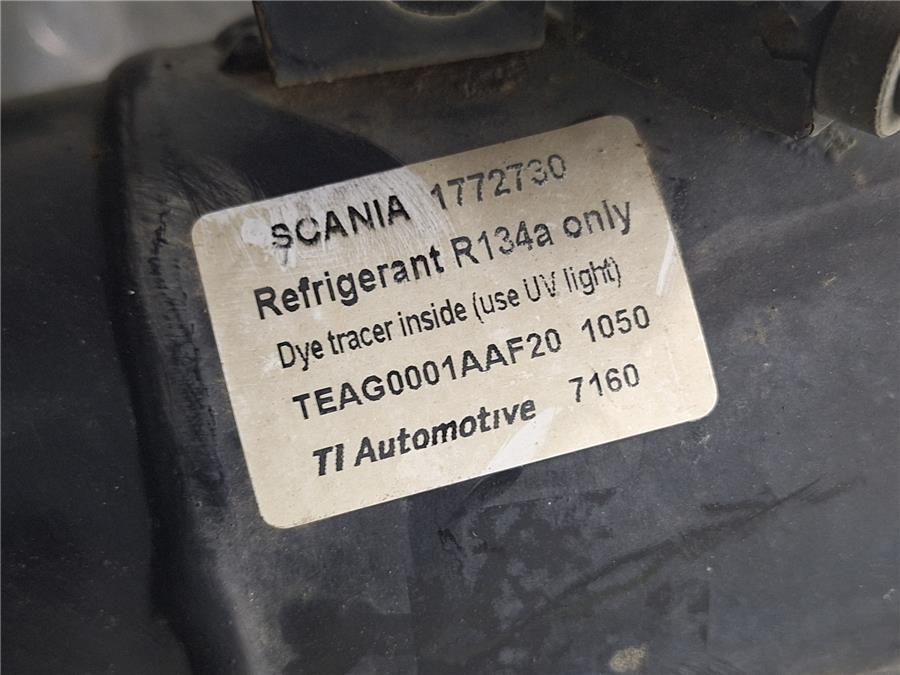 SCANIA 1772730
Refrigerant R134a only
Dye tracer inside (use UV light)
TEAG0001AAF20 1050
TI Automotive 7160